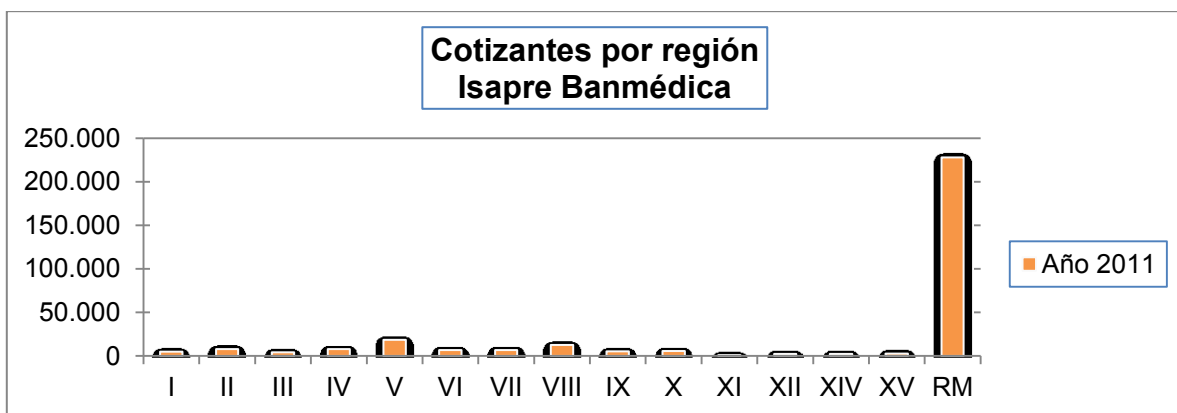 Cotizantes por región
Isapre Banmédica
250.000
200.000
150.000
100.000
50.000
0
I II III IV V VI VII VIII IX X XI XII XIV XV RM
Año 2011